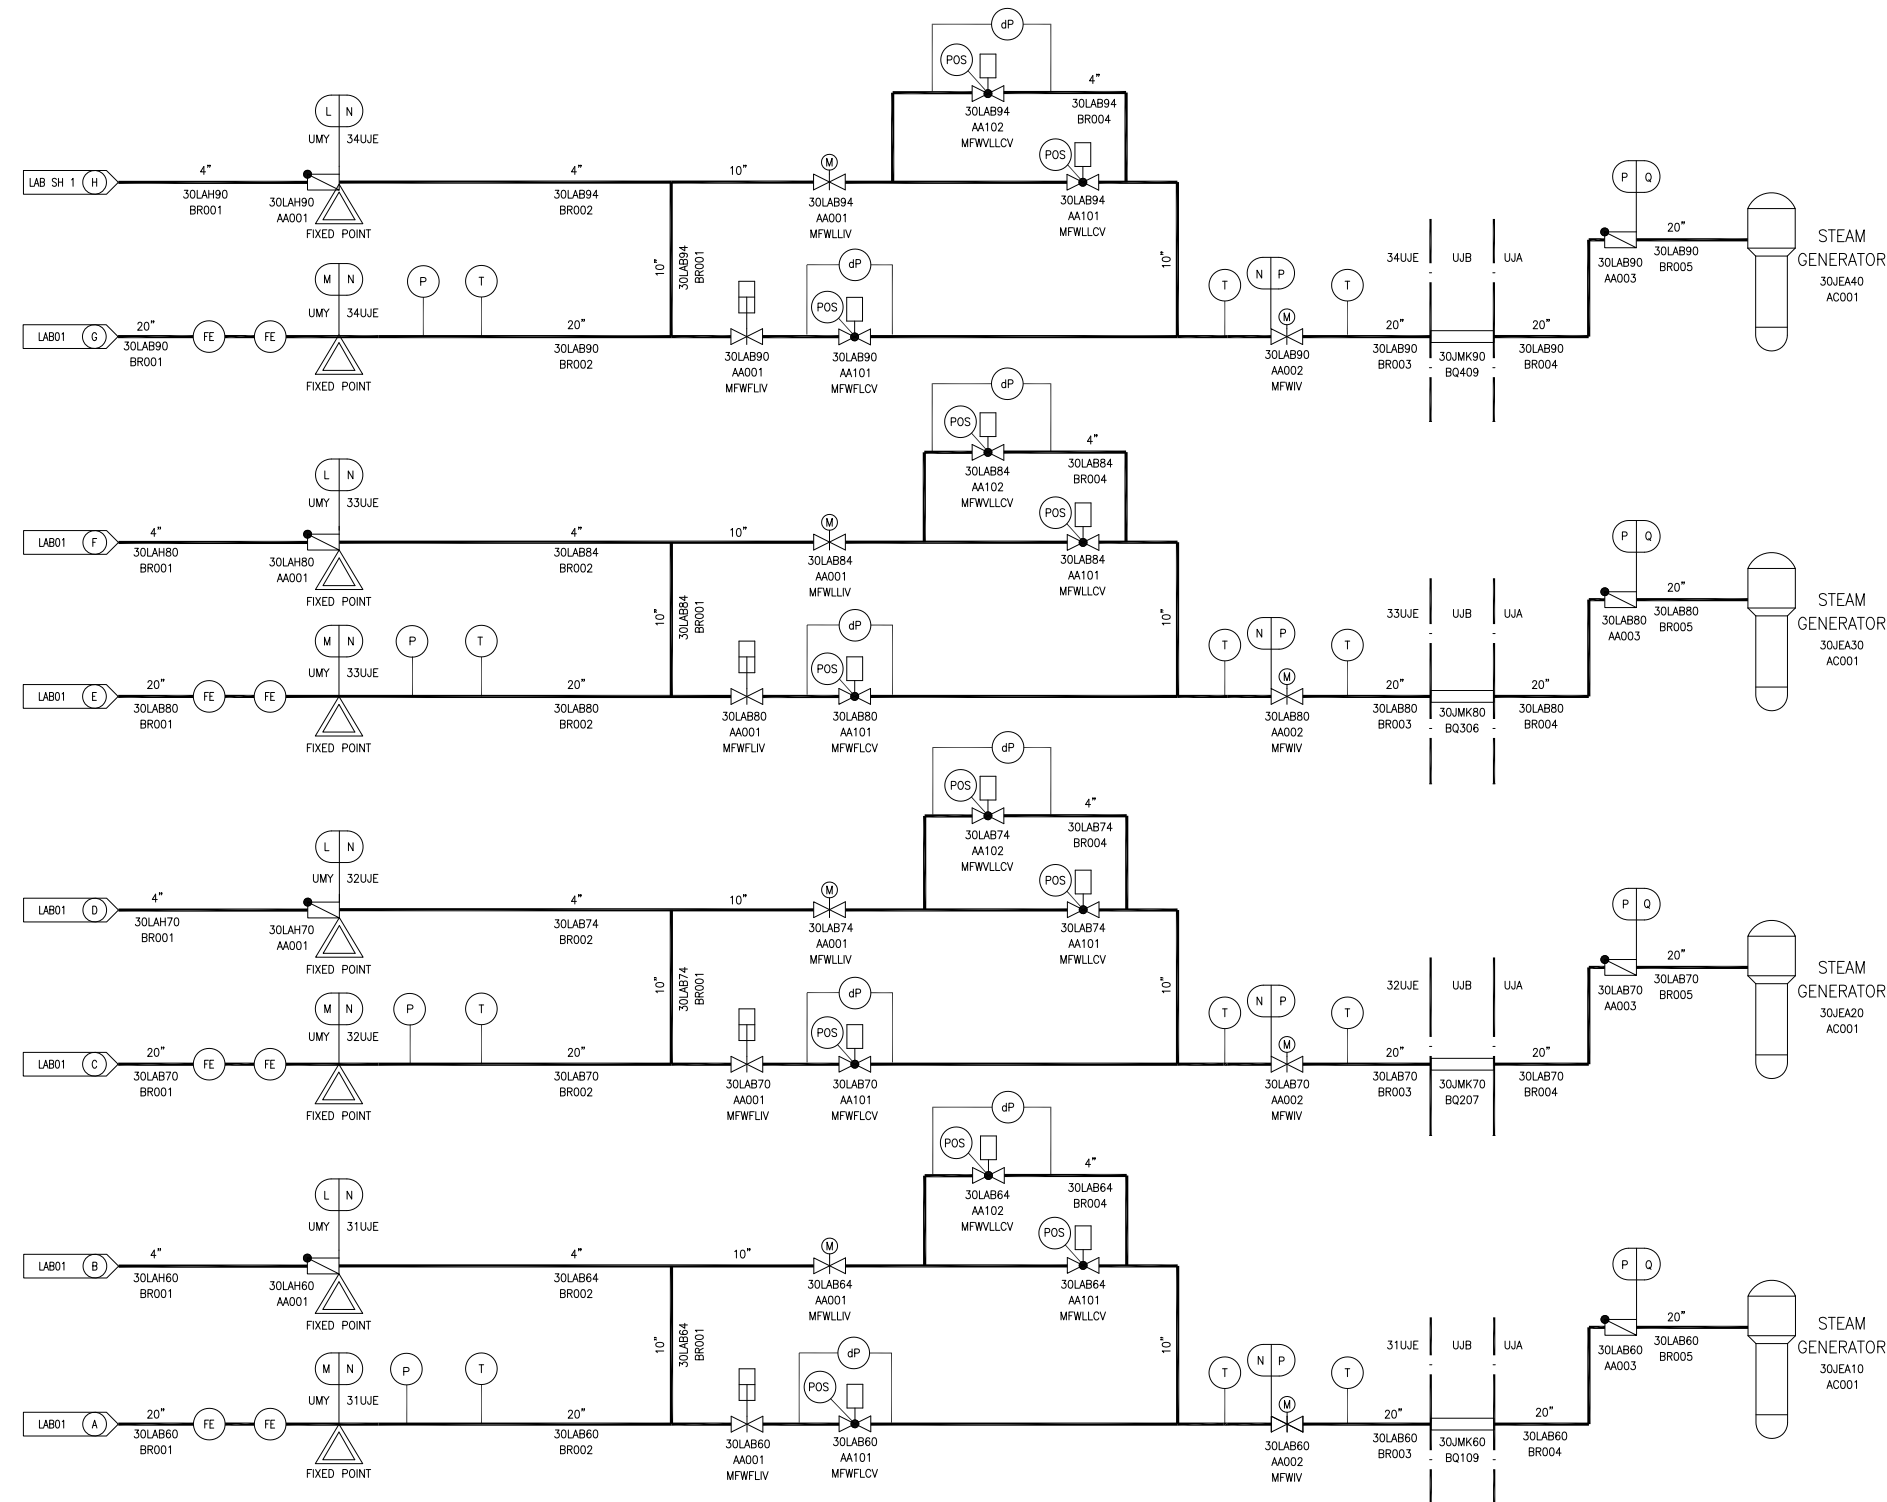 dP
POS
4”
30LAB94
BR004
30LAB94
AA102
MFWVLLCV
L N
UMY 34UJE
POS
P Q
LAB SH 1 H
4”
30LAH90
BR001
30LAH90
AA001
FIXED POINT
4”
30LAB94
BR002
10”
M
30LAB94
AA001
MFWLLIV
30LAB94
AA101
MFWLLCV
10”
30LAB94
BR001
10”
M N
UMY 34UJE
P
T
dP
POS
T
N P
M
T
34UJE UJB UJA
30LAB90
AA003
20”
30LAB90
BR005
STEAM
GENERATOR
30JEA40
AC001
LAB01 G
20”
30LAB90
BR001
FE
FE
FIXED POINT
20”
30LAB90
BR002
30LAB90
AA001
MFWFLIV
30LAB90
AA101
MFWFLCV
30LAB90
AA002
MFWIV
20”
30LAB90
BR003
30JMK90
BQ409
20”
30LAB90
BR004
dP
POS
4”
30LAB84
BR004
30LAB84
AA102
MFWVLLCV
L N
UMY 33UJE
POS
P Q
LAB01 F
4”
30LAH80
BR001
30LAH80
AA001
FIXED POINT
4”
30LAB84
BR002
10”
M
30LAB84
AA001
MFWLLIV
30LAB84
AA101
MFWLLCV
10”
30LAB84
BR001
10”
M N
UMY 33UJE
P
T
dP
POS
T
N P
M
T
33UJE UJB UJA
30LAB80
AA003
20”
30LAB80
BR005
STEAM
GENERATOR
30JEA30
AC001
LAB01 E
20”
30LAB80
BR001
FE
FE
FIXED POINT
20”
30LAB80
BR002
30LAB80
AA001
MFWFLIV
30LAB80
AA101
MFWFLCV
30LAB80
AA002
MFWIV
20”
30LAB80
BR003
30JMK80
BQ306
20”
30LAB80
BR004
dP
POS
4”
30LAB74
BR004
30LAB74
AA102
MFWVLLCV
L N
UMY 32UJE
POS
P Q
LAB01 D
4”
30LAH70
BR001
30LAH70
AA001
FIXED POINT
4”
30LAB74
BR002
10”
M
30LAB74
AA001
MFWLLIV
30LAB74
AA101
MFWLLCV
10”
30LAB74
BR001
10”
M N
UMY 32UJE
P
T
dP
POS
T
N P
M
T
32UJE UJB UJA
30LAB70
AA003
20”
30LAB70
BR005
STEAM
GENERATOR
30JEA20
AC001
LAB01 C
20”
30LAB70
BR001
FE
FE
FIXED POINT
20”
30LAB70
BR002
30LAB70
AA001
MFWFLIV
30LAB70
AA101
MFWFLCV
30LAB70
AA002
MFWIV
20”
30LAB70
BR003
30JMK70
BQ207
20”
30LAB70
BR004
dP
POS
4”
30LAB64
BR004
30LAB64
AA102
MFWVLLCV
L N
UMY 31UJE
POS
P Q
LAB01 B
4”
30LAH60
BR001
30LAH60
AA001
FIXED POINT
4”
30LAB64
BR002
10”
M
30LAB64
AA001
MFWLLIV
30LAB64
AA101
MFWLLCV
10”
30LAB64
BR001
10”
M N
UMY 31UJE
P
T
dP
POS
T
N P
M
T
31UJE UJB UJA
30LAB60
AA003
20”
30LAB60
BR005
STEAM
GENERATOR
30JEA10
AC001
LAB01 A
20”
30LAB60
BR001
FE
FE
FIXED POINT
20”
30LAB60
BR002
30LAB60
AA001
MFWFLIV
30LAB60
AA101
MFWFLCV
30LAB60
AA002
MFWIV
20”
30LAB60
BR003
30JMK60
BQ109
20”
30LAB60
BR004